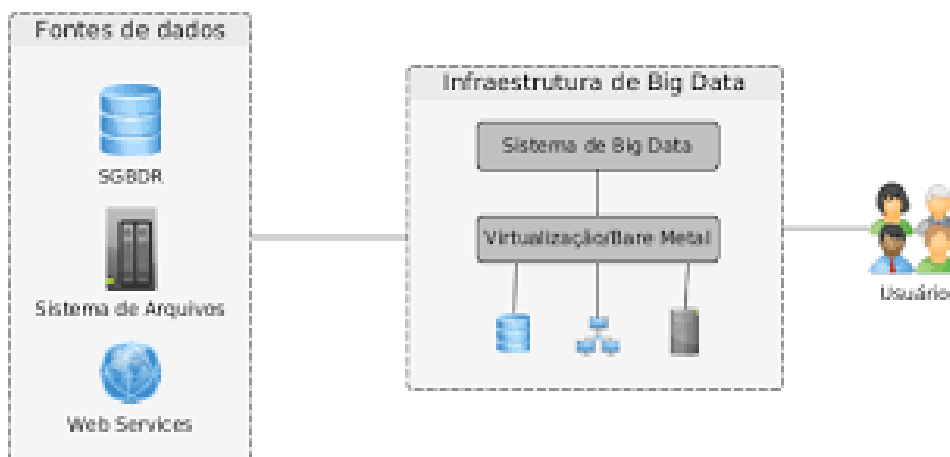 Fontes de dados
SGBDR
Sistema de Arquivos
Web Services
Infraestrutura de Big Data
Sistema de Big Data
Virtualização/Bare Metal
Usuário